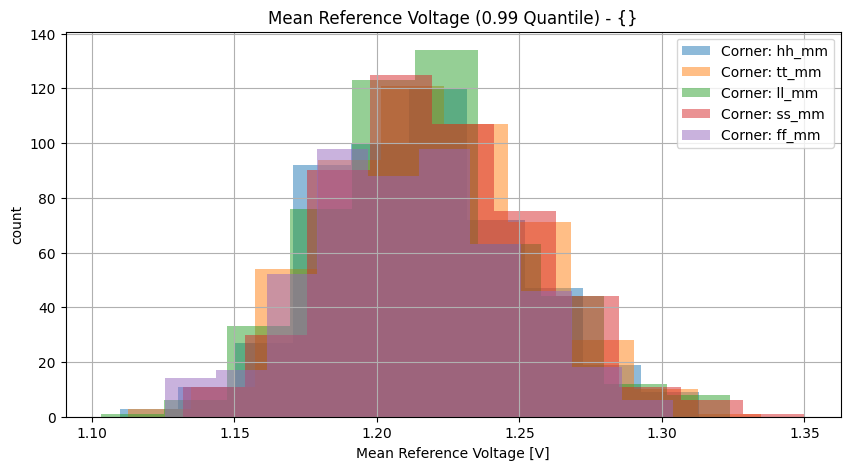 Mean Reference Voltage (0.99 Quantile) - {}
140
120
100
80
60
40
20
0
count
Corner: hh_mm
Corner: tt_mm
Corner: ll_mm
Corner: ss_mm
Corner: ff_mm
1.10 1.15 1.20 1.25 1.30 1.35
Mean Reference Voltage [V]